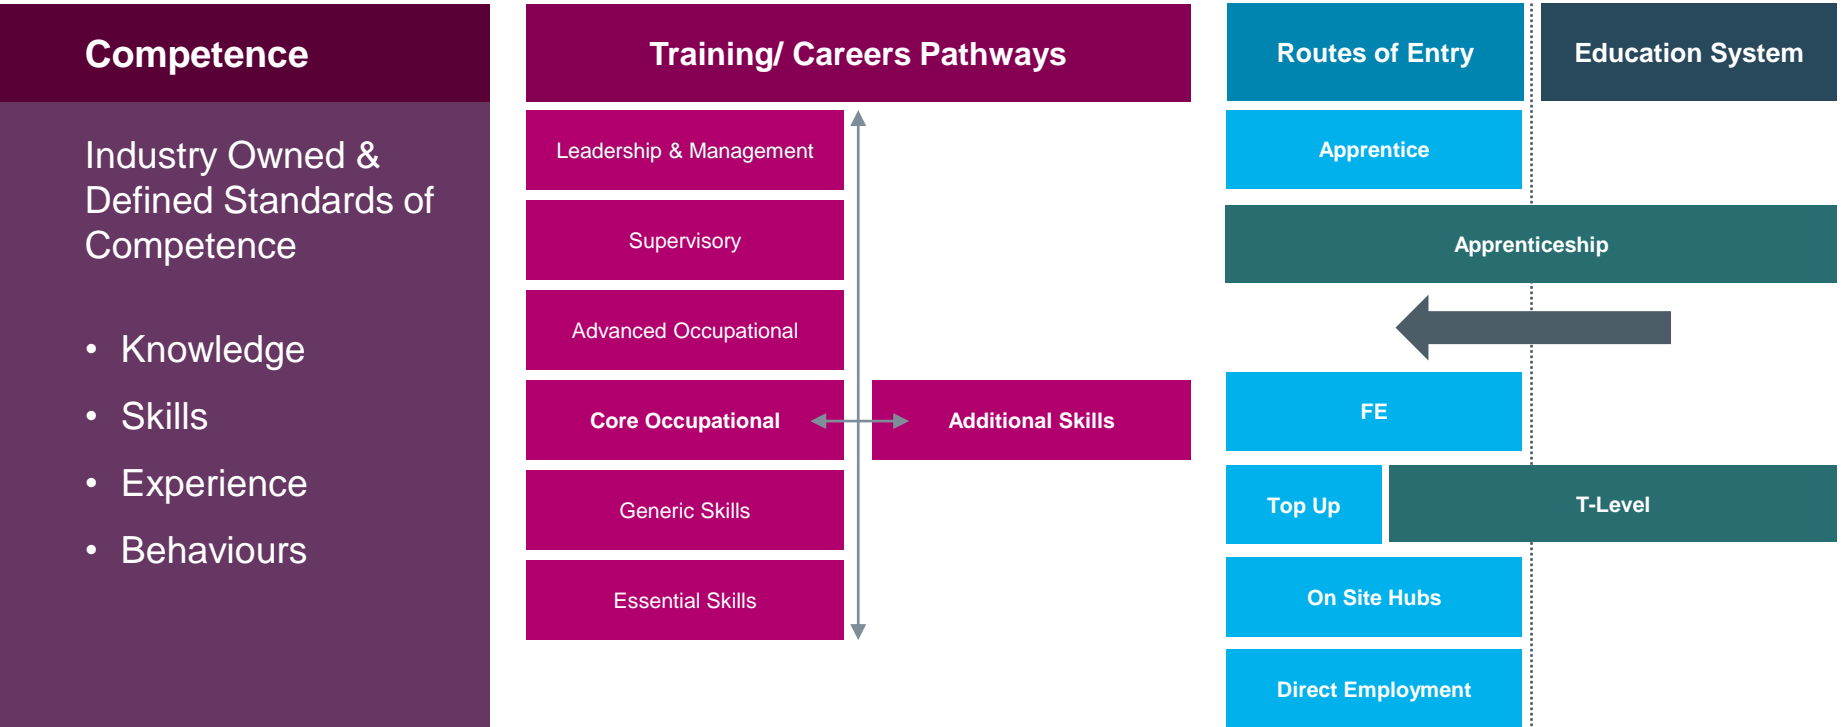 Competence
Industry Owned &
Defined Standards of
Competence
• Knowledge
• Skills
• Experience
• Behaviours
Training/ Careers Pathways
Leadership & Management
Supervisory
Advanced Occupational
Core Occupational
Additional Skills
Generic Skills
Essential Skills
Routes of Entry
Education System
Apprentice
Apprenticeship
FE
Top Up
T-Level
On Site Hubs
Direct Employment